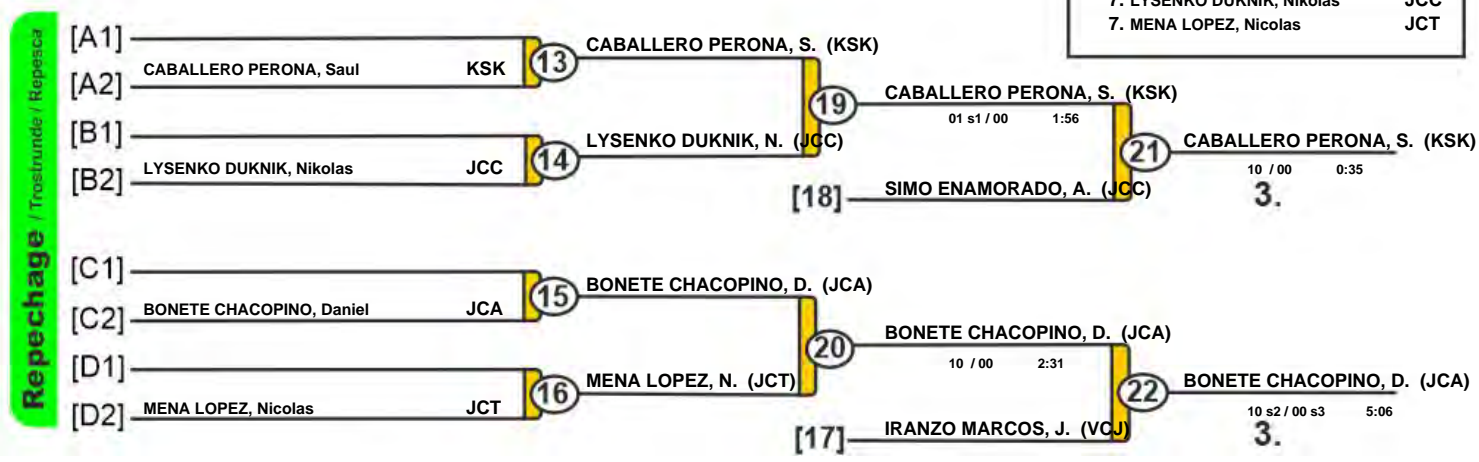 7. LYSENKO DUKNIK, Nikolas JCC
7. MENA LOPEZ, Nicolas JCT
Repechage / Trostrunde / Repesca
[A1]
CABALLERO PERONA, Saul KSK
[A2]
13
CABALLERO PERONA, S. (KSK)
[B1]
LYSENKO DUKNIK, Nikolas JCC
[B2]
14
LYSENKO DUKNIK, N. (JCC)
19
CABALLERO PERONA, S. (KSK)
01 s1 / 00 1:56
[18]
SIMO ENAMORADO, A. (JCC)
21
CABALLERO PERONA, S. (KSK)
10 / 00 0:35
3.
[C1]
BONETE CHACOPINO, Daniel JCA
[C2]
15
BONETE CHACOPINO, D. (JCA)
[D1]
MENA LOPEZ, Nicolas JCT
[D2]
16
MENA LOPEZ, N. (JCT)
20
BONETE CHACOPINO, D. (JCA)
10 / 00 2:31
[17]
IRANZO MARCOS, J. (VCJ)
22
BONETE CHACOPINO, D. (JCA)
10 s2 / 00 s3 5:06
3.